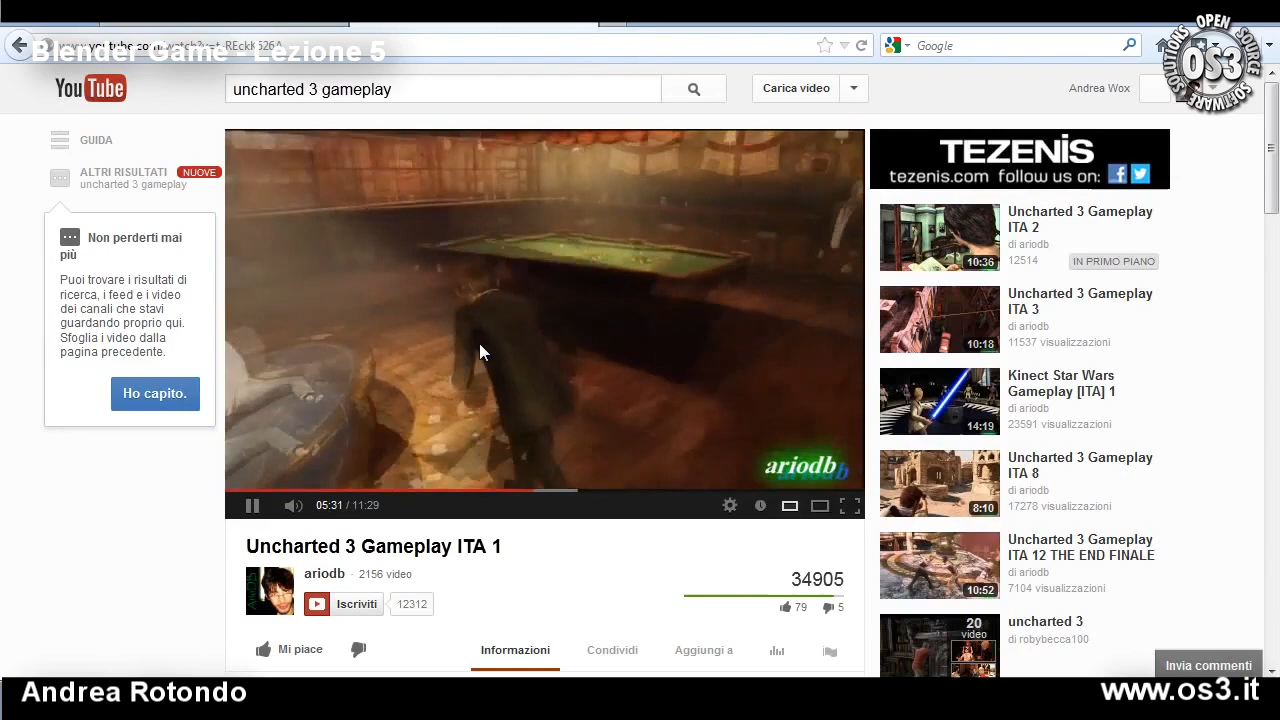 Blender Game - Lezione 5
Google
OPEN SOURCE SOFTWARE SOLUTIONS
OS3
YouTube
uncharted 3 gameplay
Carica video
Andrea Wox
GUIDA
ALTRI RISULTATI NUOVE
uncharted 3 gameplay
Non perderti mai
più
Puoi trovare i risultati di
ricerca, i feed e i video
dei canali che stavi
guardando proprio qui.
Sfoglia i video dalla
pagina precedente.
Ho capito.
ariodb
05:31 / 11:29
Uncharted 3 Gameplay ITA 1
ariodb · 2156 video
Iscriviti 12312
34905
79 5
Mi piace
Informazioni Condividi Aggiungi a
TEZENIS
tezenis.com follow us on:
Uncharted 3 Gameplay
ITA 2
di ariodb
12514 IN PRIMO PIANO
10:36
Uncharted 3 Gameplay
ITA 3
di ariodb
11537 visualizzazioni
10:18
Kinect Star Wars
Gameplay [ITA] 1
di ariodb
23591 visualizzazioni
14:19
Uncharted 3 Gameplay
ITA 8
di ariodb
17278 visualizzazioni
8:10
Uncharted 3 Gameplay
ITA 12 THE END FINALE
di ariodb
7104 visualizzazioni
10:52
uncharted 3
di robybecca100
20
video
Invia commenti
Andrea Rotondo
www.os3.it